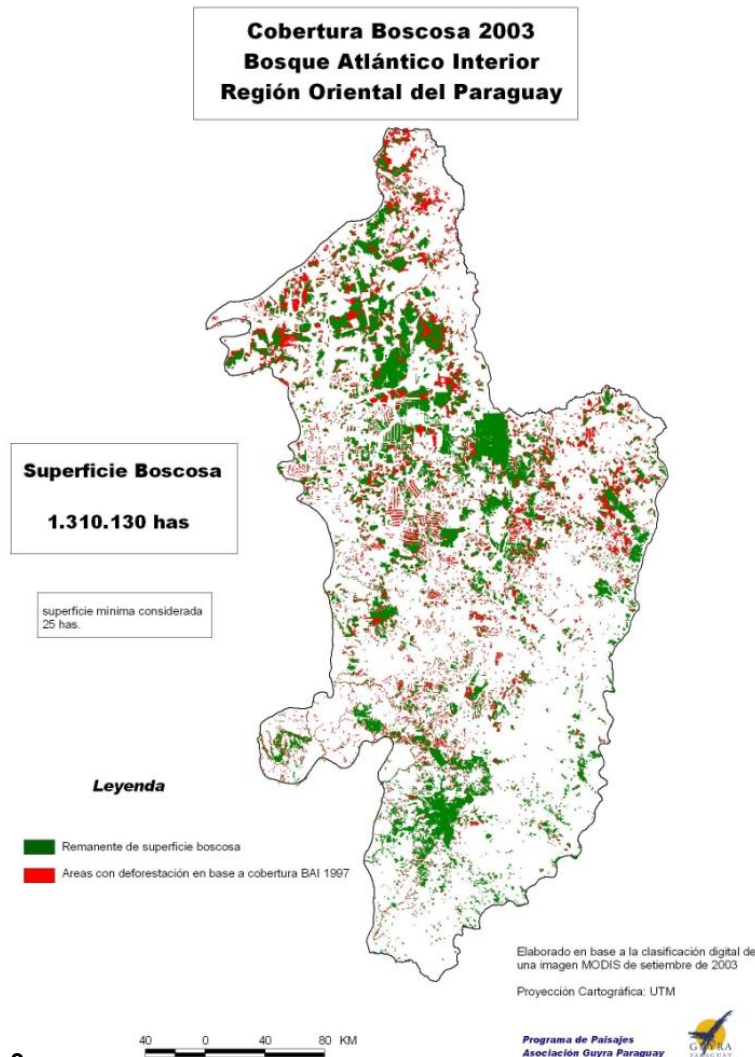 Cobertura Boscosa 2003
Bosque Atlántico Interior
Región Oriental del Paraguay
Superficie Boscosa
1.310.130 has
superficie minima considerada
25 has.
Leyenda
Remanente de superficie boscosa
Areas con deforestación en base a cobertura BAI 1997
Elaborado en base a la clasificación digital de
una imagen MODIS de setiembre de 2003
Proyección Cartográfica: UTM
40 0 40 80 KM
Programa de Paisajes
Asociación Guyra Paraguay
GUYRA
PARAGUAY